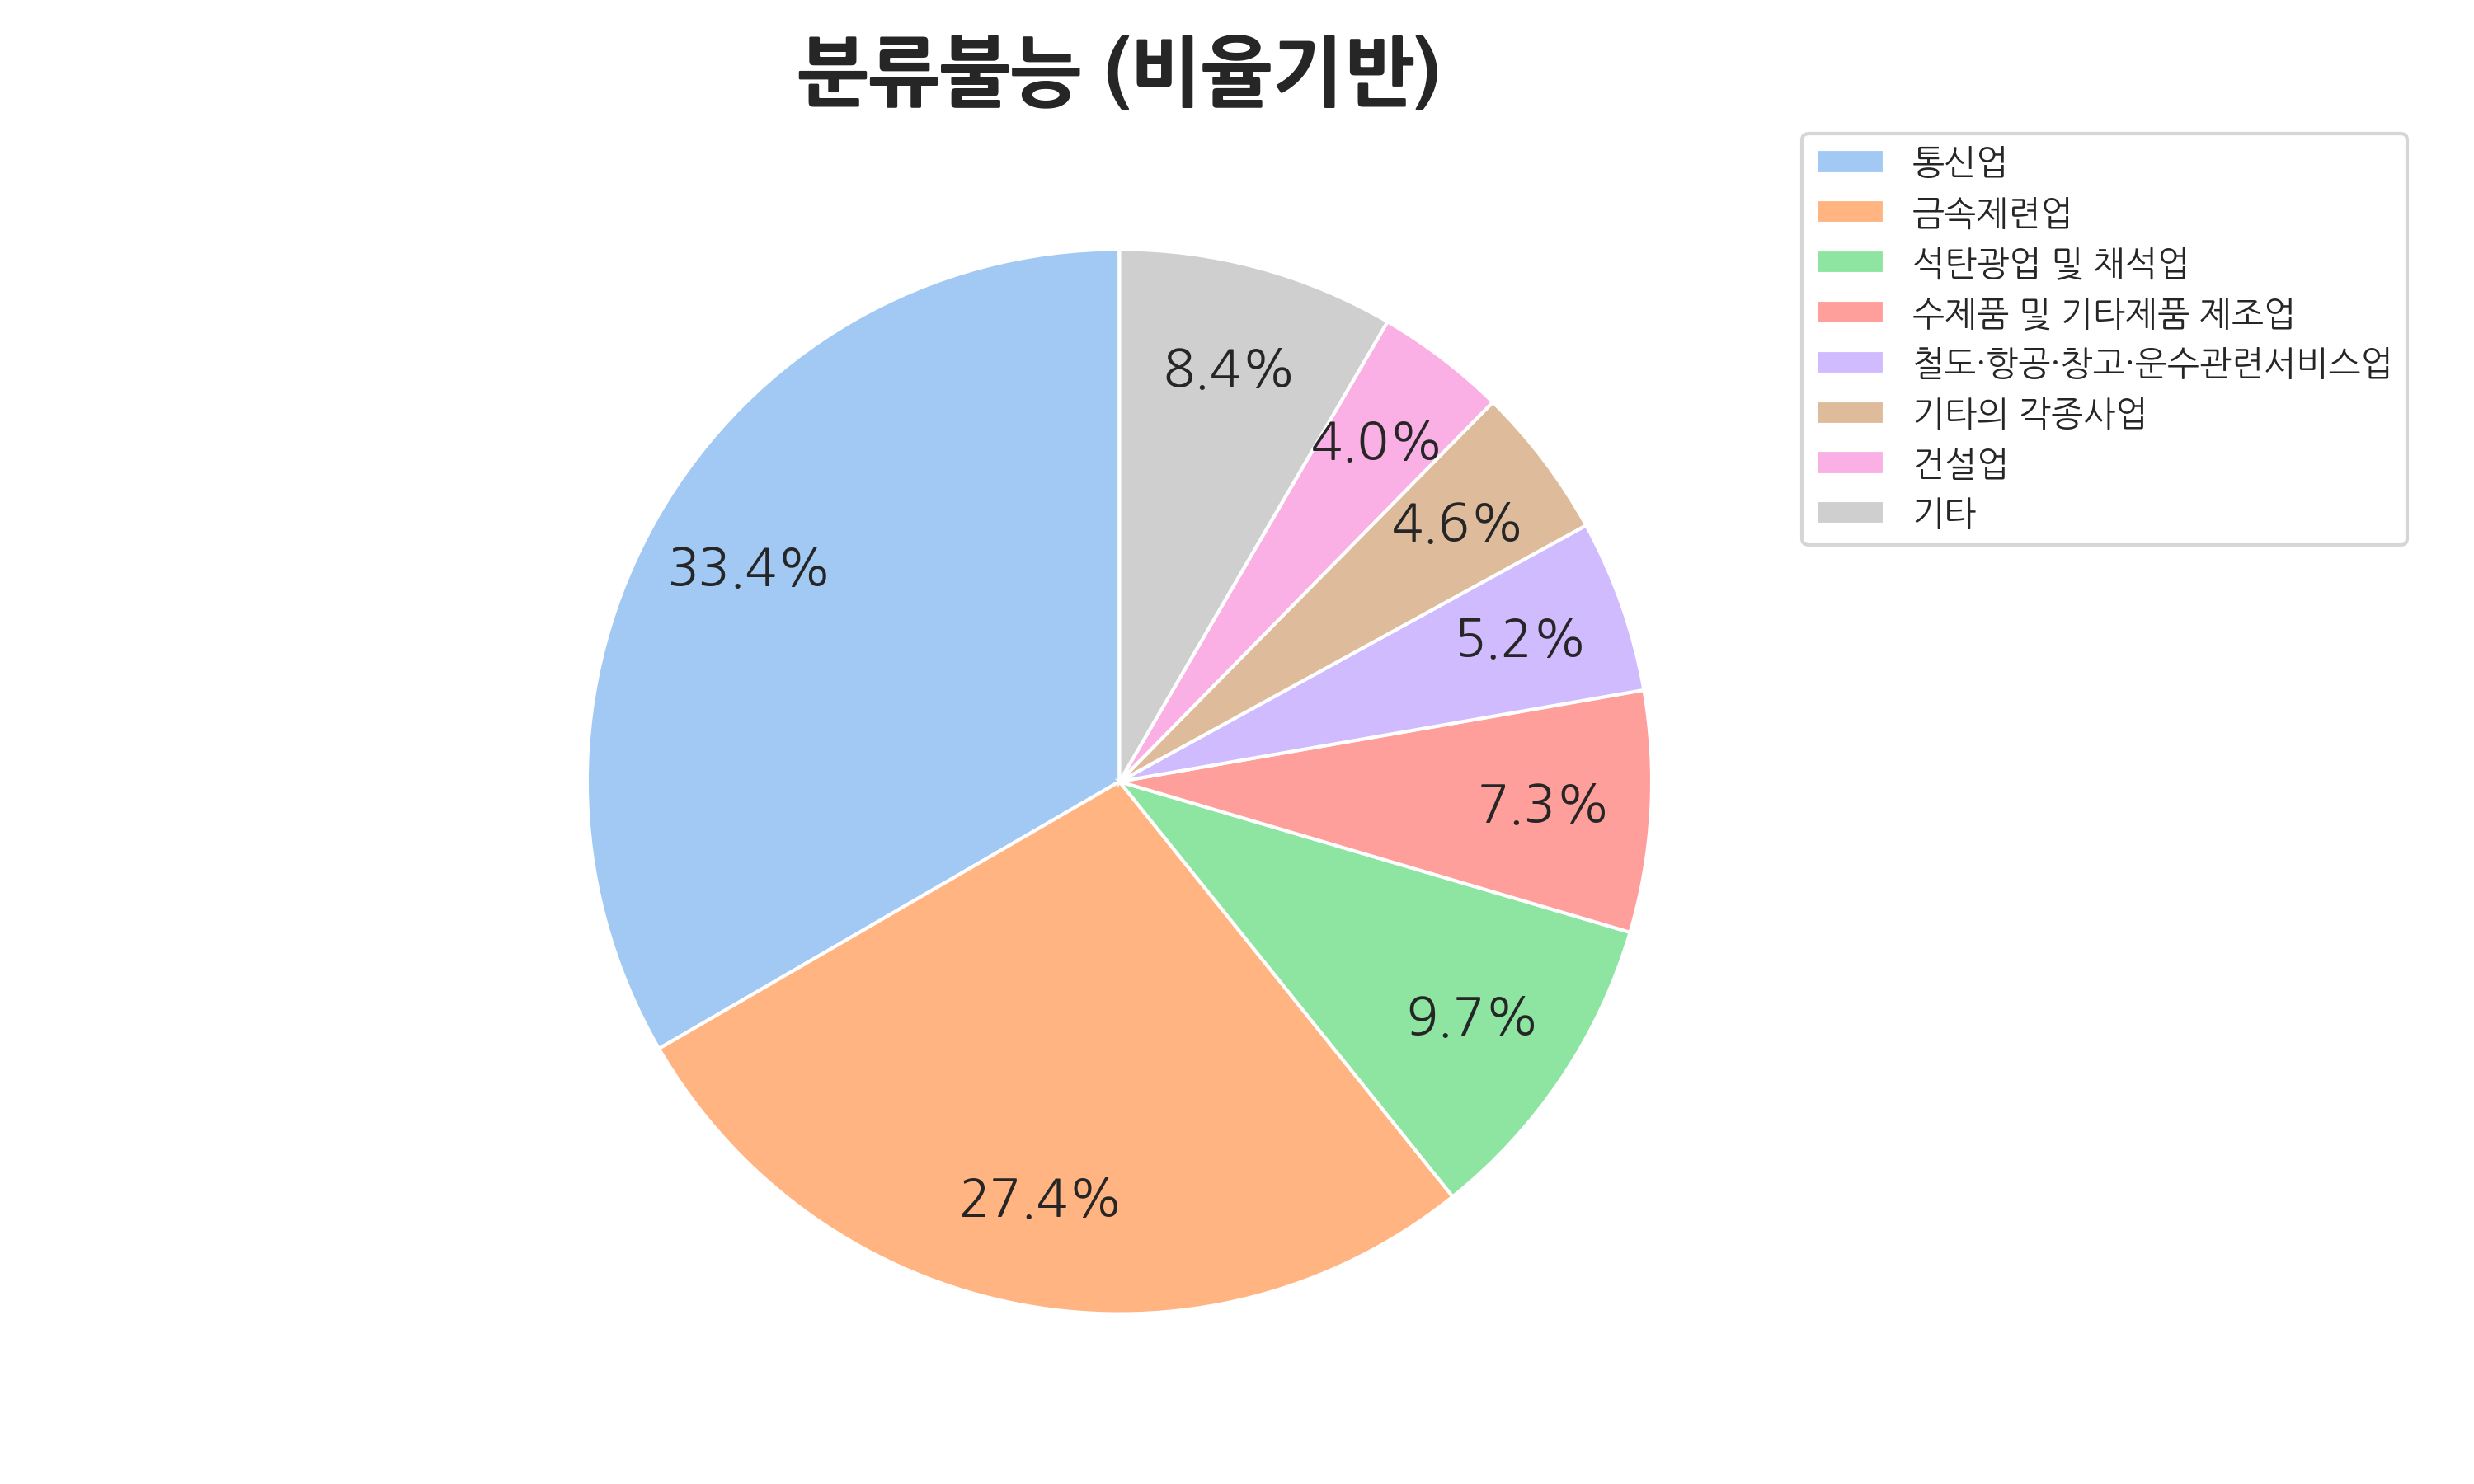 분류불능 (비율기반)
통신업
금속제련업
석탄광업 및 채석업
수제품 및 기타제품 제조업
철도·항공·창고·운수관련서비스업
기타의 각종사업
건설업
기타
8.4%
4.0%
4.6%
33.4%
5.2%
7.3%
9.7%
27.4%